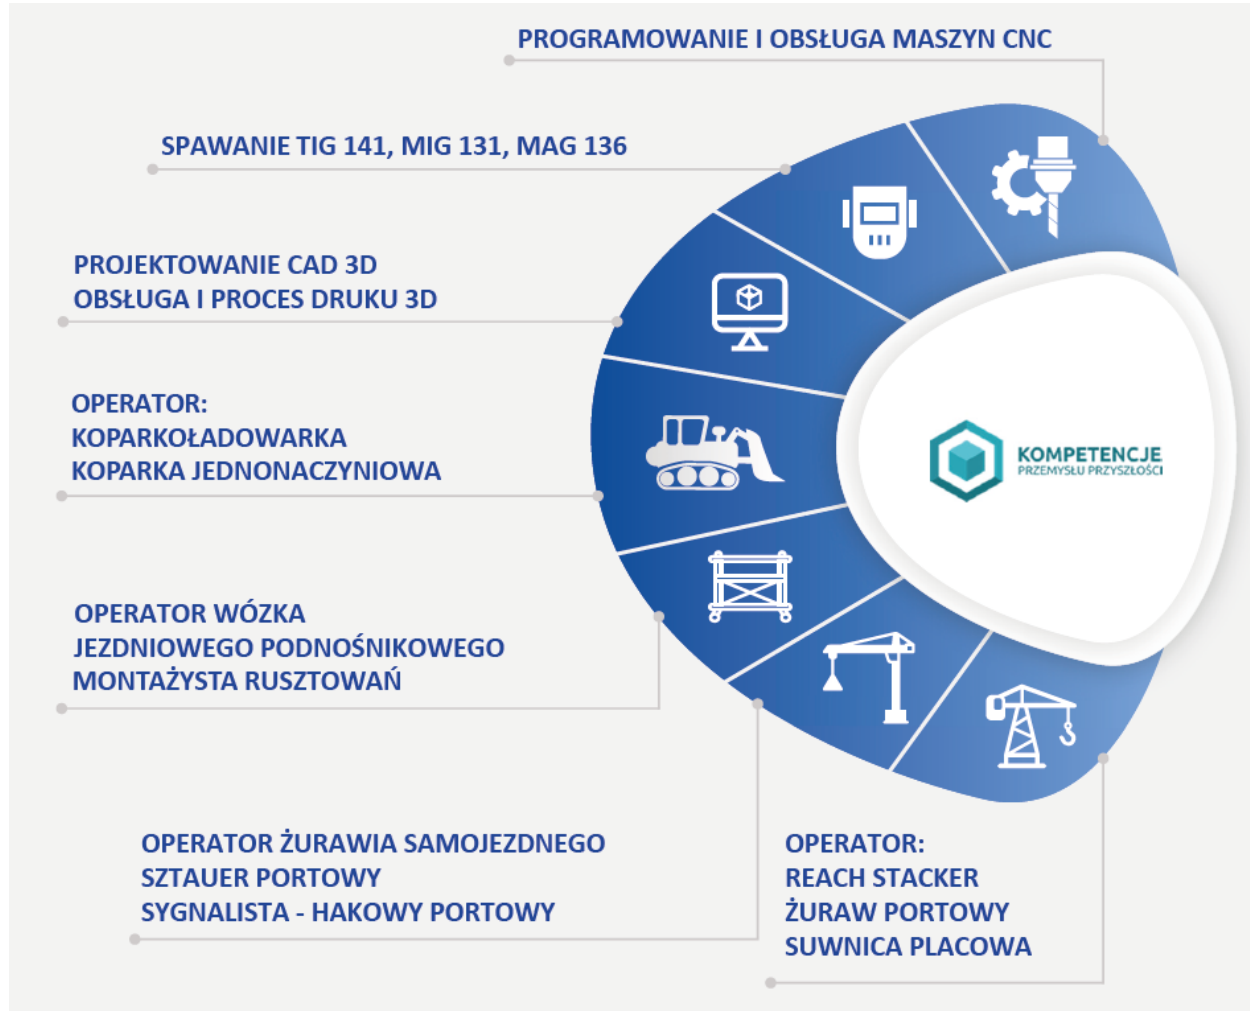 PROGRAMOWANIE I OBSŁUGA MASZYN CNC
SPAWANIE TIG 141, MIG 131, MAG 136
PROJEKTOWANIE CAD 3D
OBSŁUGA I PROCES DRUKU 3D
OPERATOR:
KOPARKOŁADOWARKA
KOPARKA JEDNONACZYNIOWA
KOMPETENCJE
PRZEMYSŁU PRZYSZŁOŚCI
OPERATOR WÓZKA
JEZDNIOWEGO PODNOŚNIKOWEGO
MONTAŻYSTA RUSZTOWAŃ
OPERATOR ŻURAWIA SAMOJEZDNEGO
SZTAUER PORTOWY
SYGNALISTA - HAKOWY PORTOWY
OPERATOR:
REACH STACKER
ŻURAW PORTOWY
SUWNICA PLACOWA